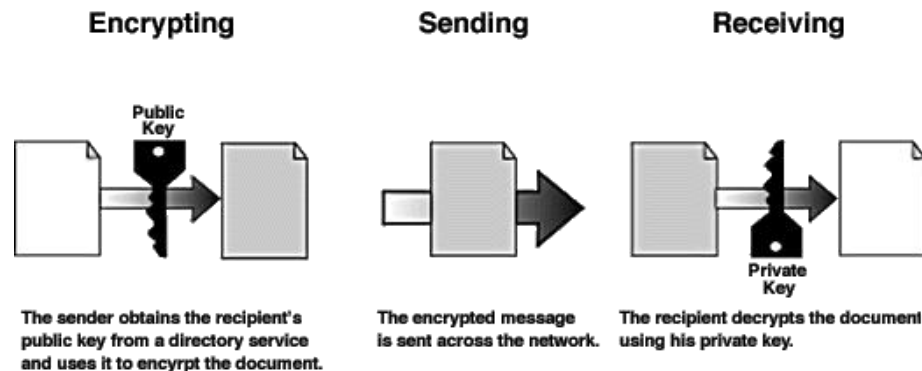 Encrypting
Sending
Receiving
Public
Key
Private
Key
The sender obtains the recipient's
public key from a directory service
and uses it to encyrpt the document.
The encrypted message
is sent across the network.
The recipient decrypts the document
using his private key.